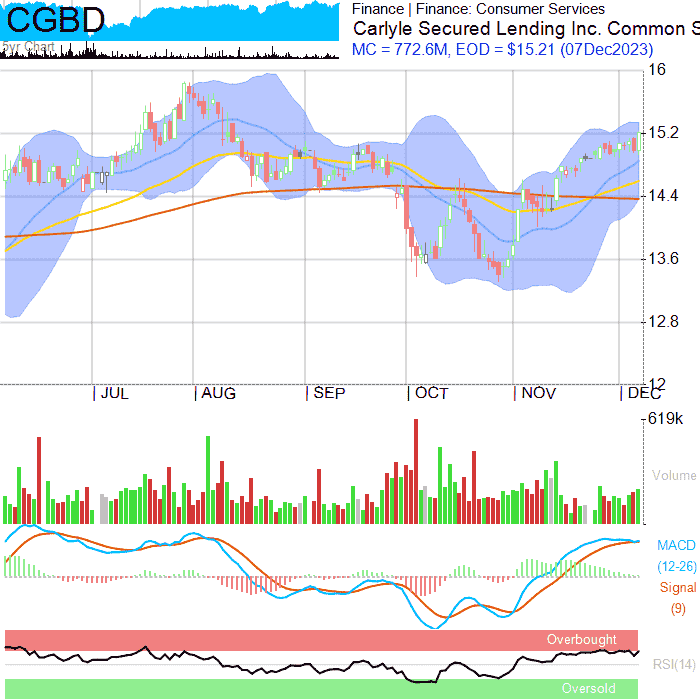 CGBD
5yr Chart
Finance | Finance: Consumer Services
Carlyle Secured Lending Inc. Common S
MC = 772.6M, EOD = $15.21 (07Dec2023)
16
15.2
14.4
13.6
12.8
12
JUL
AUG
SEP
OCT
NOV
DEC
619k
Volume
MACD
(12-26)
Signal
(9)
Overbought
RSI(14)
Oversold